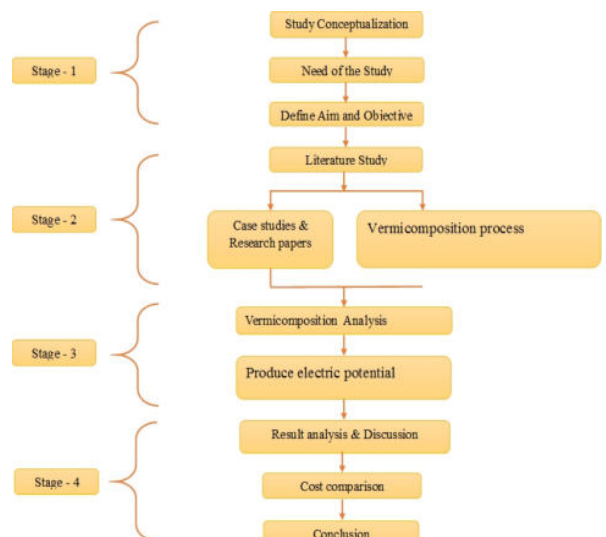 Study Conceptualization
Stage - 1
Need of the Study
Define Aim and Objective
Literature Study
Stage - 2
Case studies &
Research papers
Vermicomposition process
Vermicomposition Analysis
Stage - 3
Produce electric potential
Result analysis & Discussion
Stage - 4
Cost comparison
Conclusion